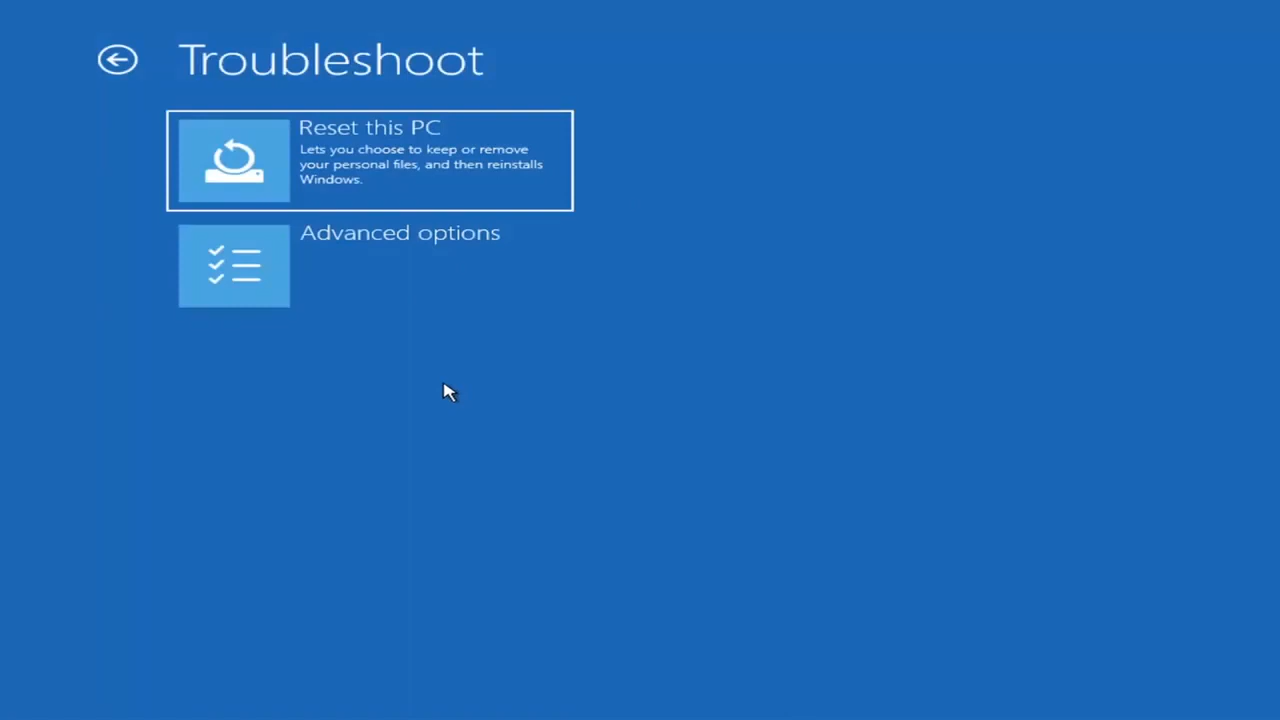 Troubleshoot
Reset this PC
Lets you choose to keep or remove
your personal files, and then reinstalls
Windows.
Advanced options